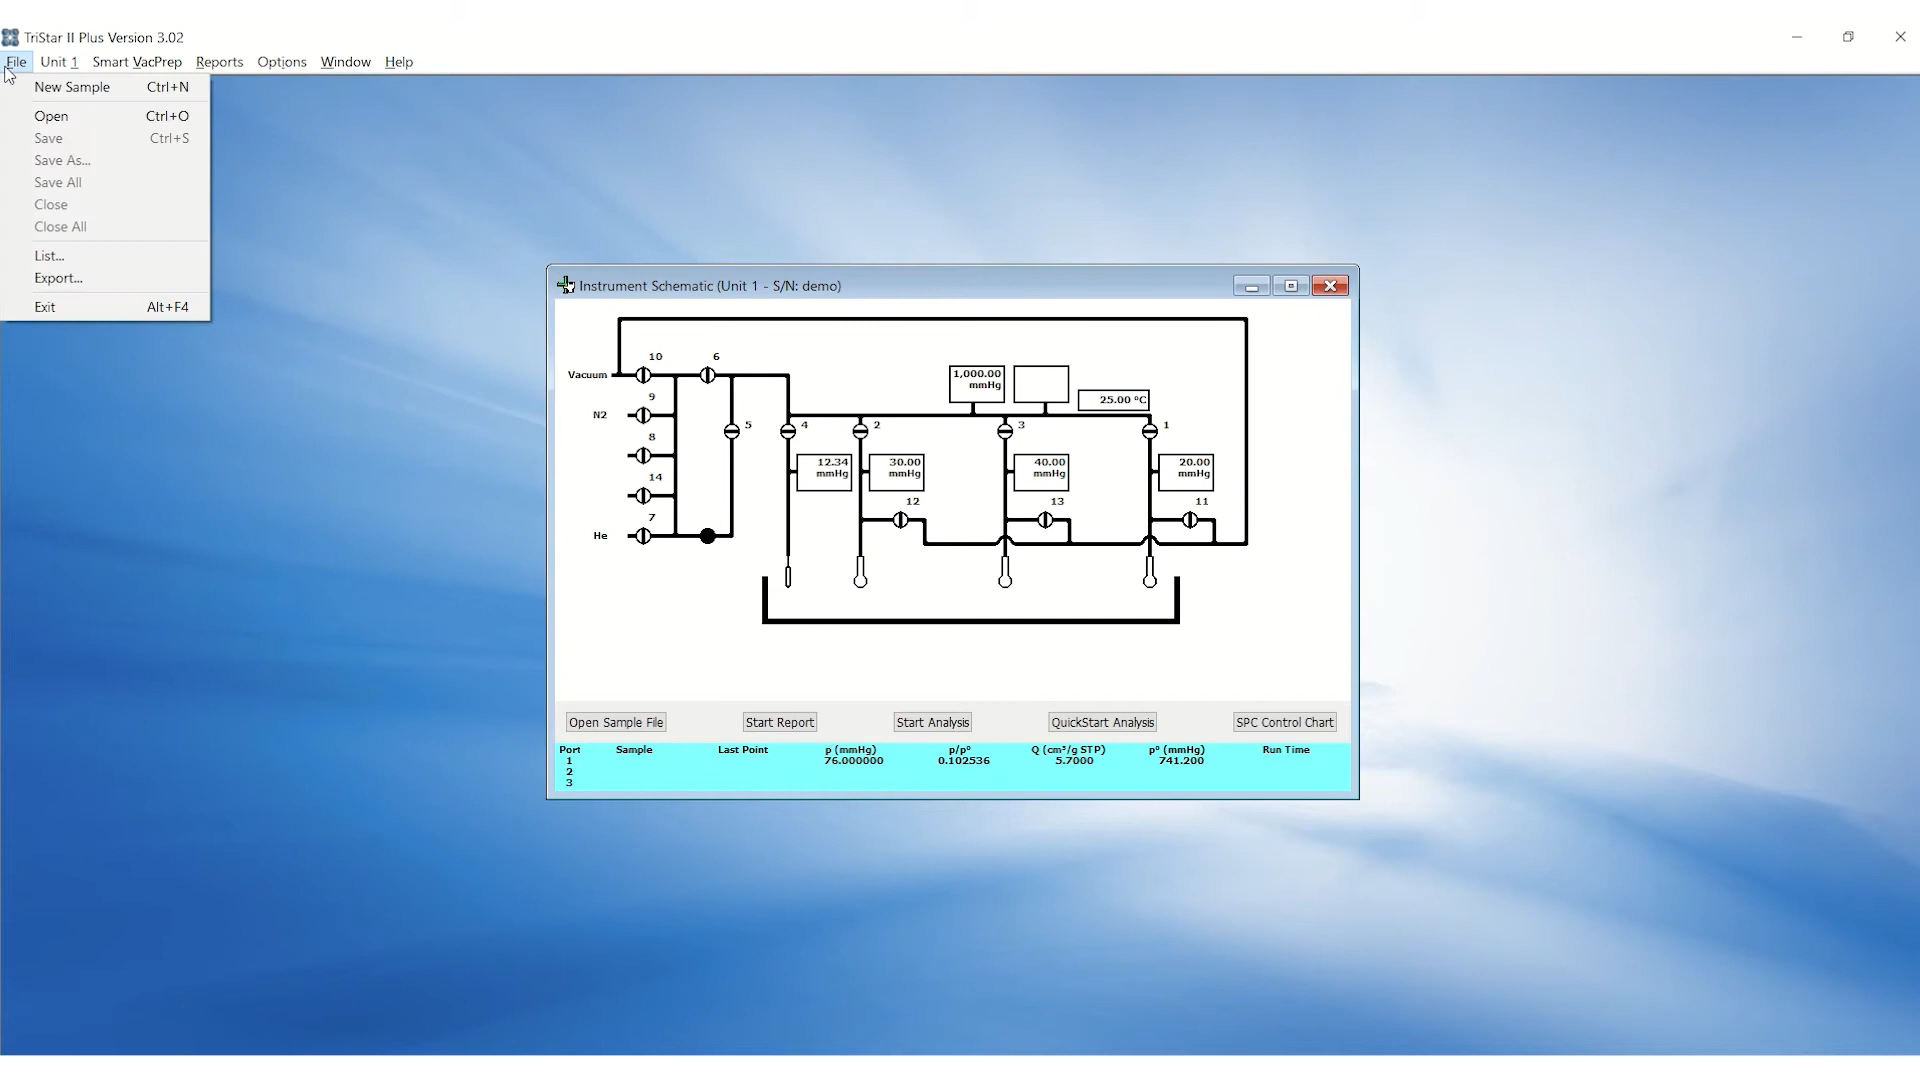 TriStar II Plus Version 3.02
File Unit 1 Smart VacPrep Reports Options Window Help
New Sample Ctrl+N
Open Ctrl+O
Save Ctrl+S
Save As...
Save All
Close
Close All
List...
Export...
Exit Alt+F4
Instrument Schematic (Unit 1 - S/N: demo)
10 6
Vacuum
1,000.00 mmHg
25.00 °C
9
N2
5 4 2 3 1
8
12.34 mmHg
30.00 mmHg
40.00 mmHg
20.00 mmHg
14
12 13 11
7
He
Open Sample File Start Report Start Analysis QuickStart Analysis SPC Control Chart
Port Sample Last Point p (mmHg) p/p° Q (cm³/g STP) p° (mmHg) Run Time
1 76.000000 0.102536 5.7000 741.200
2
3